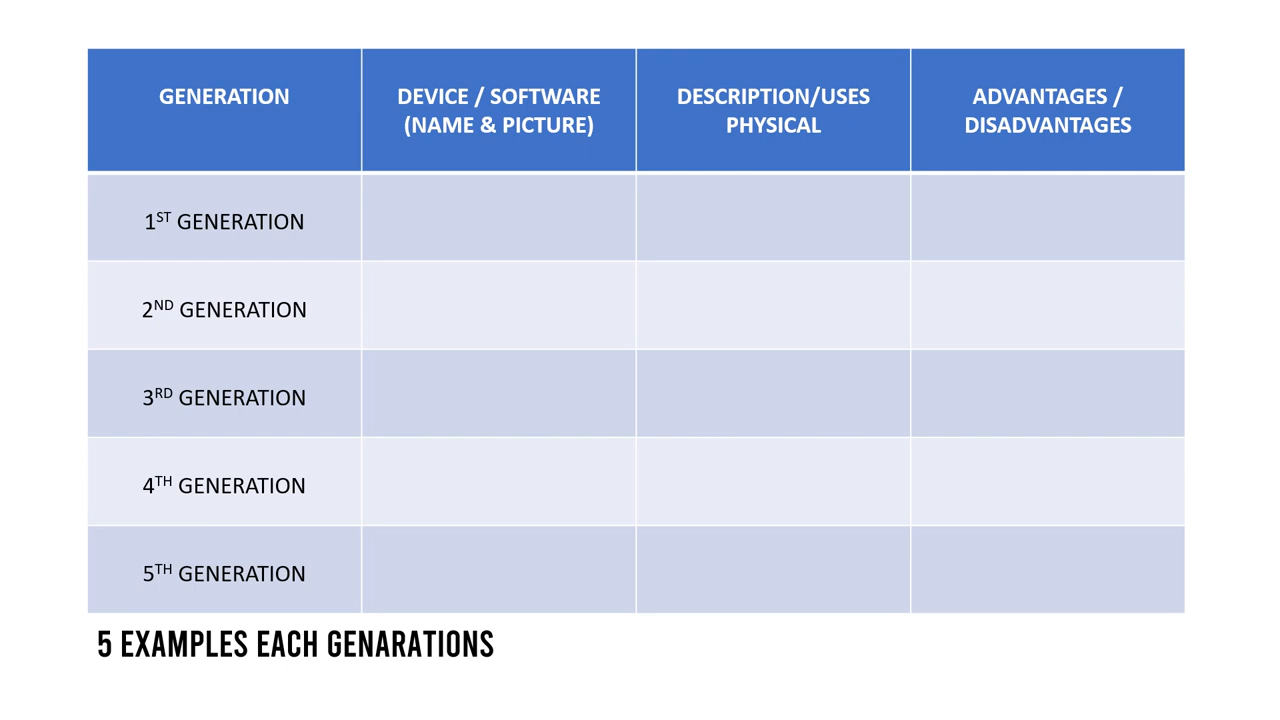 GENERATION
DEVICE / SOFTWARE
(NAME & PICTURE)
DESCRIPTION/USES
PHYSICAL
ADVANTAGES /
DISADVANTAGES
1ST GENERATION
2ND GENERATION
3RD GENERATION
4TH GENERATION
5TH GENERATION
5 EXAMPLES EACH GENARATIONS